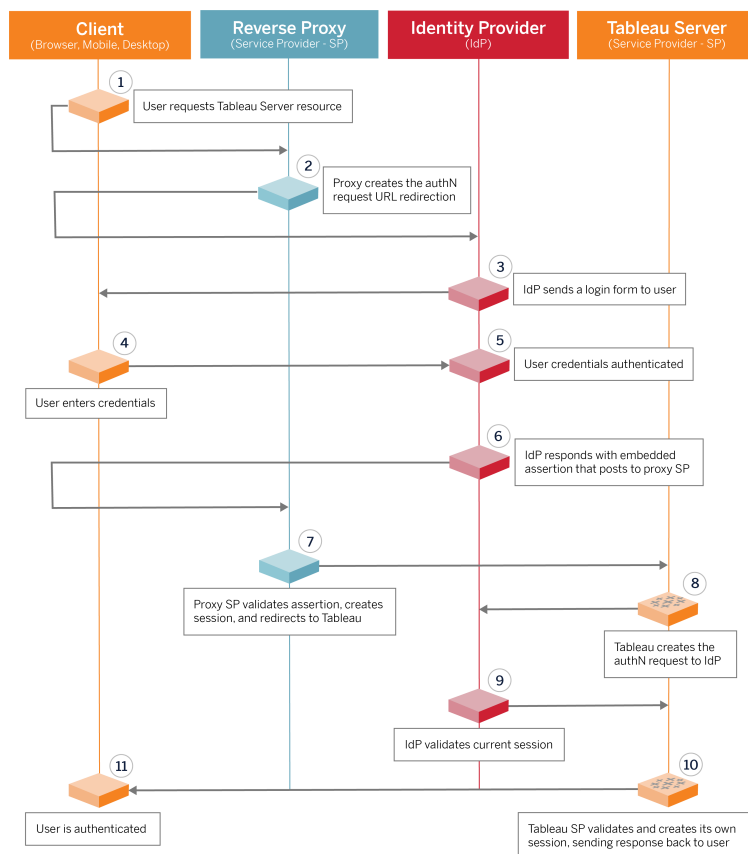 Client
(Browser, Mobile, Desktop)
Reverse Proxy
(Service Provider - SP)
Identity Provider
(IdP)
Tableau Server
(Service Provider - SP)
1
User requests Tableau Server resource
2
Proxy creates the authN
request URL redirection
3
IdP sends a login form to user
4
User enters credentials
5
User credentials authenticated
6
IdP responds with embedded
assertion that posts to proxy SP
7
Proxy SP validates assertion, creates
session, and redirects to Tableau
8
Tableau creates the
authN request to IdP
9
IdP validates current session
10
Tableau SP validates and creates its own
session, sending response back to user
11
User is authenticated